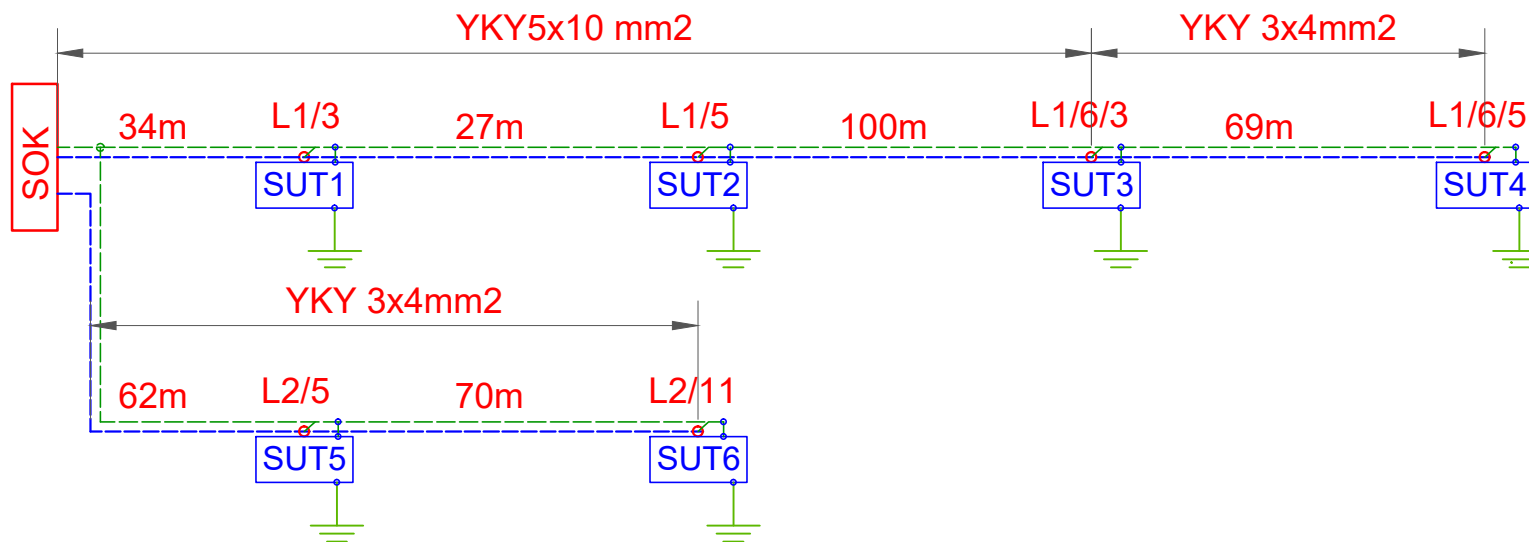 YKY5x10 mm2 YKY 3x4mm2
SOK
34m L1/3 27m L1/5 100m L1/6/3 69m L1/6/5
SUT1 SUT2 SUT3 SUT4
YKY 3x4mm2
62m L2/5 70m L2/11
SUT5 SUT6